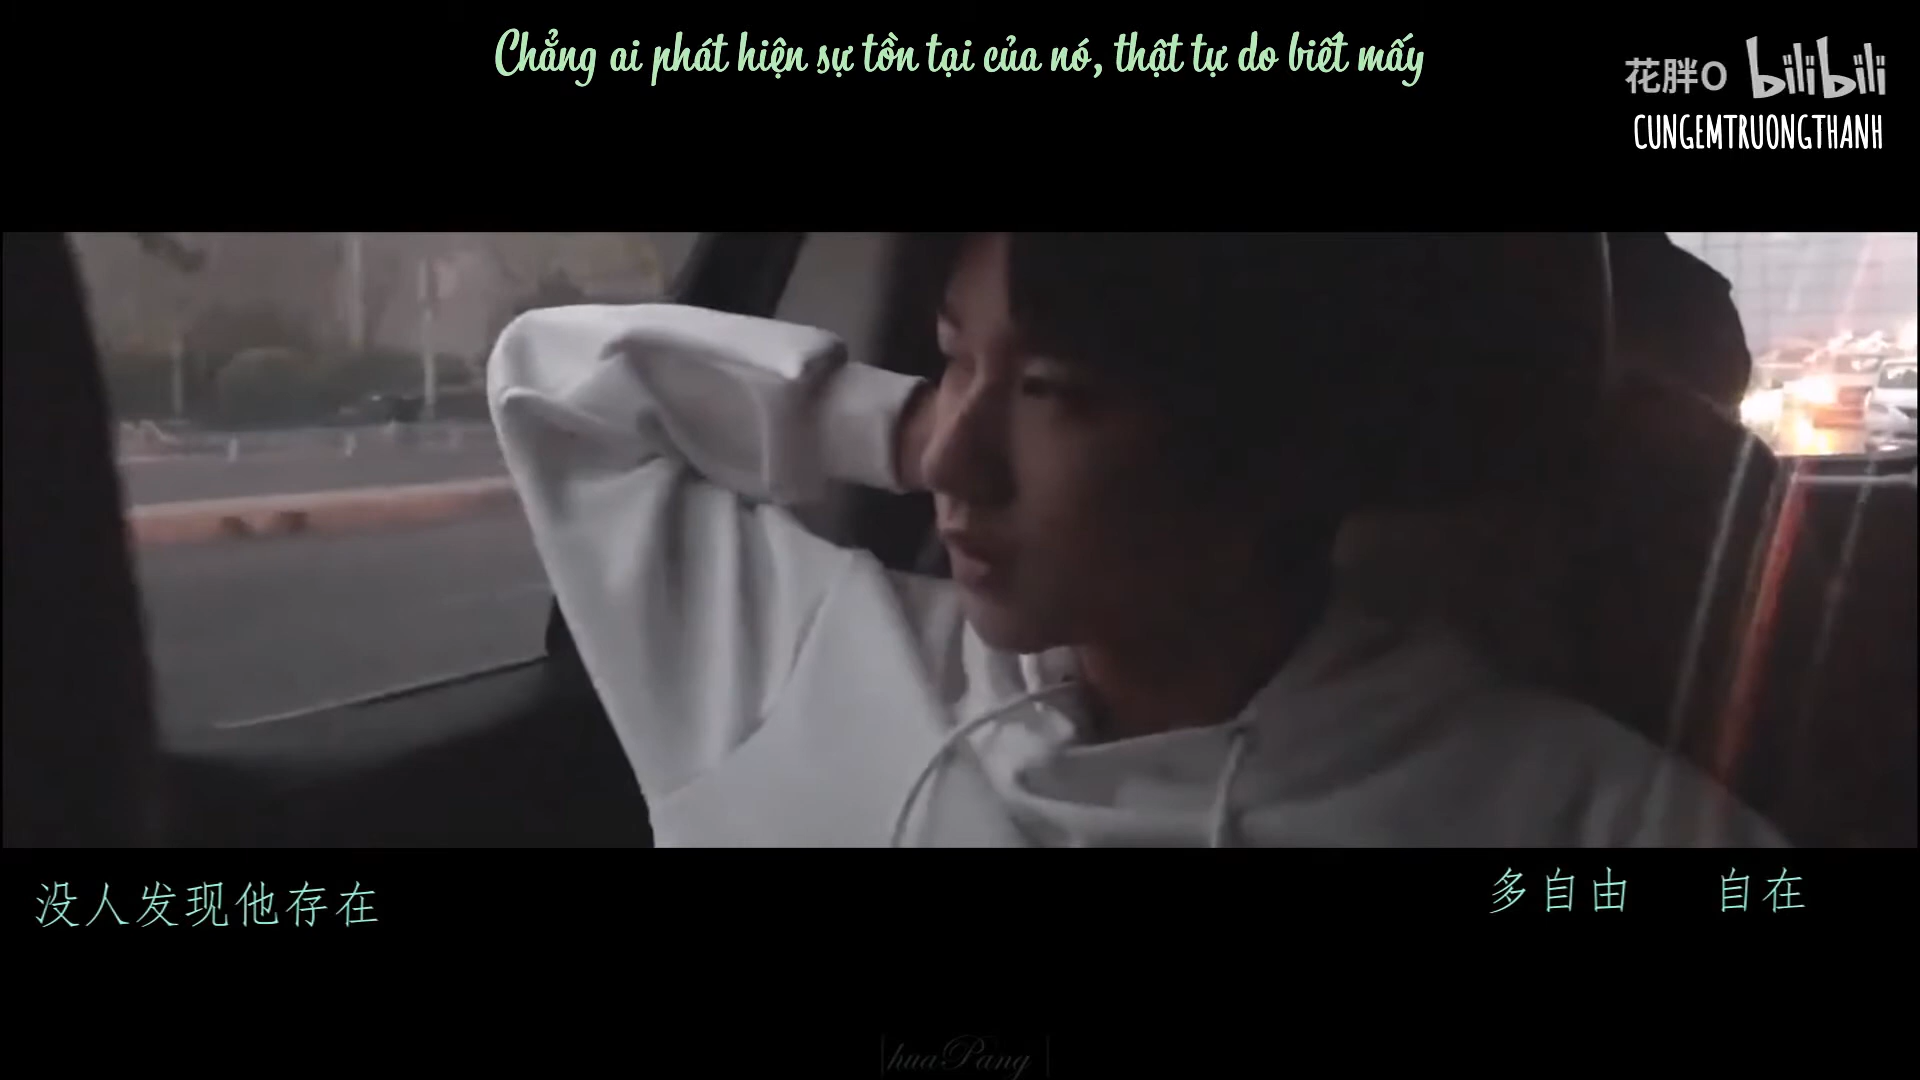 Chẳng ai phát hiện sự tồn tại của nó, thật tự do biết mấy
花胖O bilibili
CUNGEMTRUONGTHANH
没人发现他存在
多自由 自在
huaPang